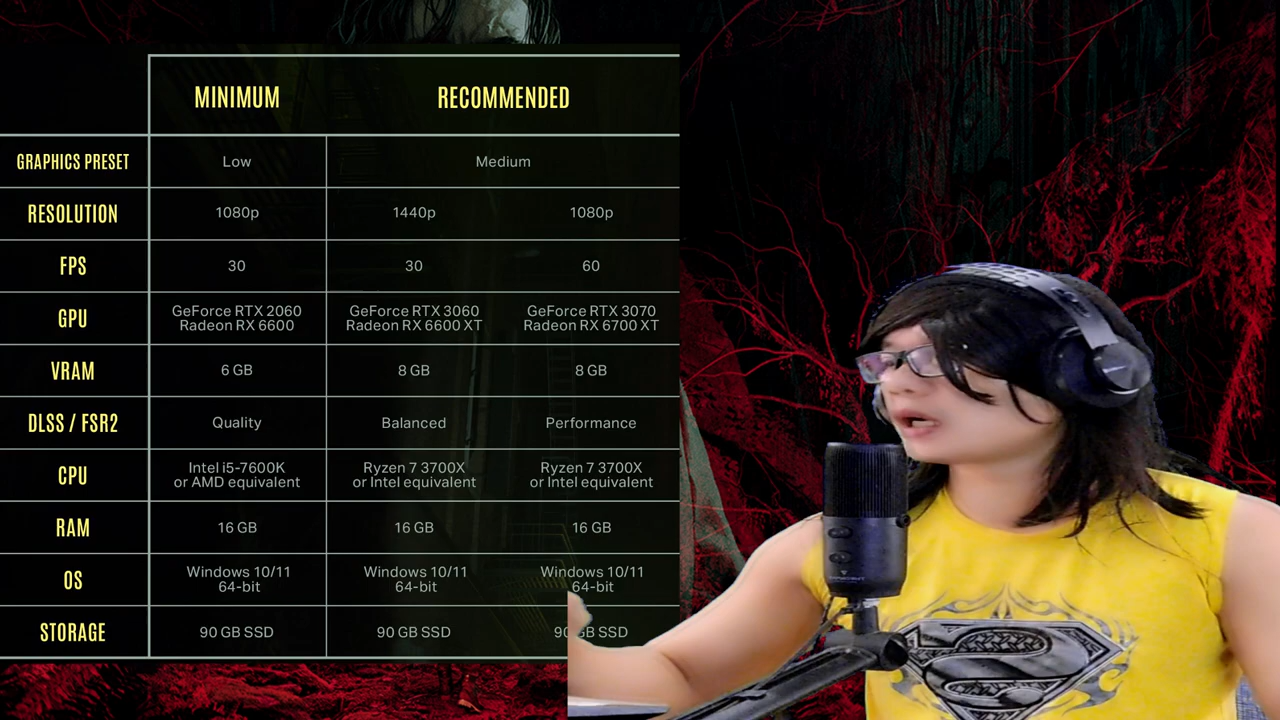 MINIMUM RECOMMENDED
GRAPHICS PRESET Low Medium
RESOLUTION 1080p 1440p 1080p
FPS 30 30 60
GPU GeForce RTX 2060 GeForce RTX 3060 GeForce RTX 3070
Radeon RX 6600 Radeon RX 6600 XT Radeon RX 6700 XT
VRAM 6 GB 8 GB 8 GB
DLSS / FSR2 Quality Balanced Performance
CPU Intel i5-7600K Ryzen 7 3700X Ryzen 7 3700X
or AMD equivalent or Intel equivalent or Intel equivalent
RAM 16 GB 16 GB 16 GB
OS Windows 10/11 Windows 10/11 Windows 10/11
64-bit 64-bit 64-bit
STORAGE 90 GB SSD 90 GB SSD 90 GB SSD